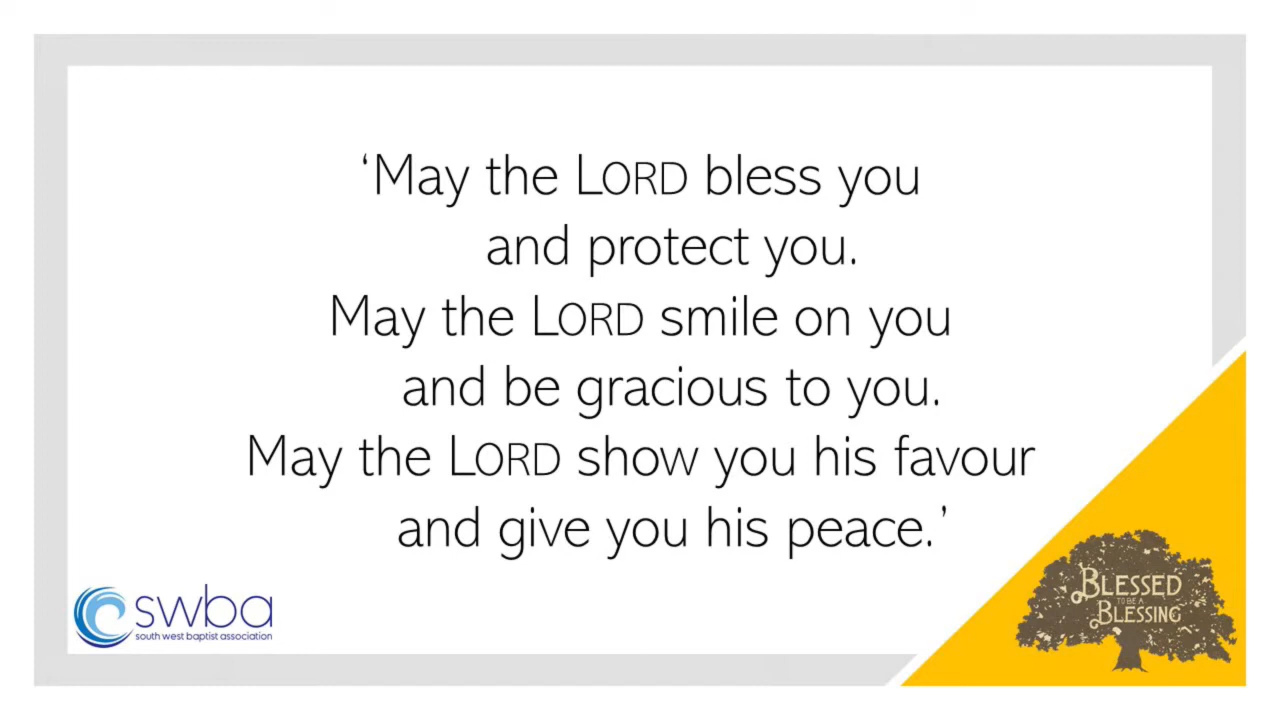 ‘May the LORD bless you
and protect you.
May the LORD smile on you
and be gracious to you.
May the LORD show you his favour
and give you his peace.’
swba
south west baptist association
BLESSED
TO BE A
BLESSING